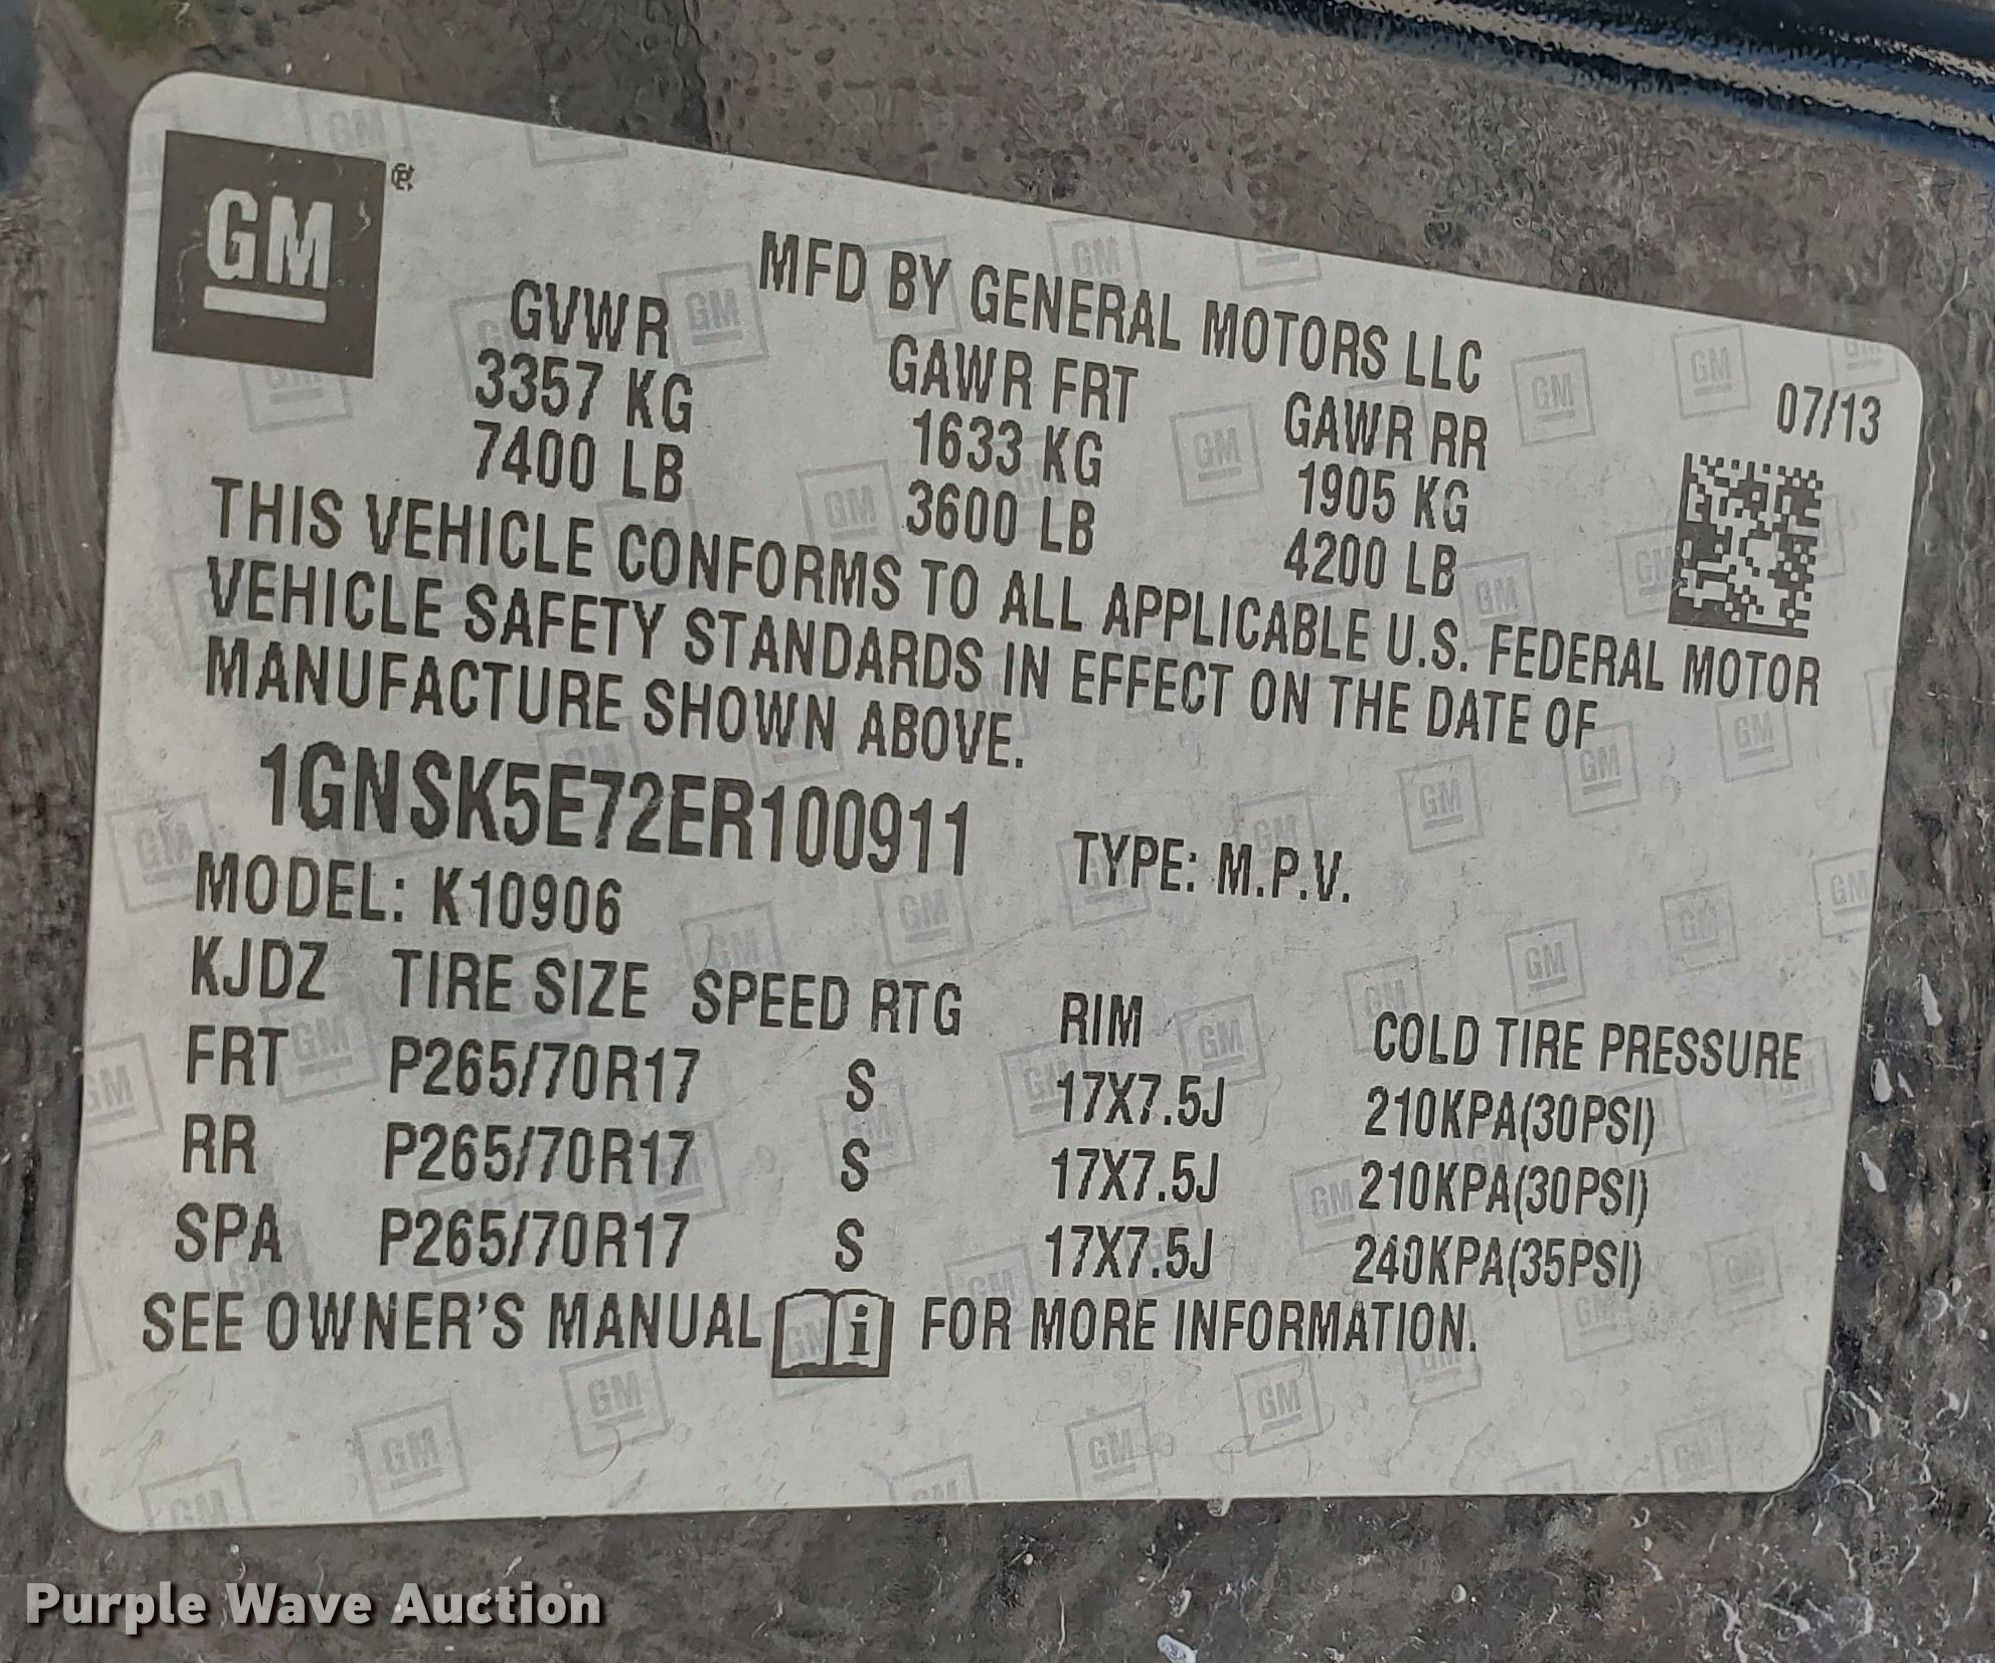 GM
MFD BY GENERAL MOTORS LLC
07/13
GVWR GAWR FRT GAWR RR
3357 KG 1633 KG 1905 KG
7400 LB 3600 LB 4200 LB
THIS VEHICLE CONFORMS TO ALL APPLICABLE U.S. FEDERAL MOTOR
VEHICLE SAFETY STANDARDS IN EFFECT ON THE DATE OF
MANUFACTURE SHOWN ABOVE.
1GNSK5E72ER100911 TYPE: M.P.V.
MODEL: K10906
KJDZ TIRE SIZE SPEED RTG RIM COLD TIRE PRESSURE
FRT P265/70R17 S 17X7.5J 210KPA(30PSI)
RR P265/70R17 S 17X7.5J 210KPA(30PSI)
SPA P265/70R17 S 17X7.5J 240KPA(35PSI)
SEE OWNER'S MANUAL i FOR MORE INFORMATION.
Purple Wave Auction